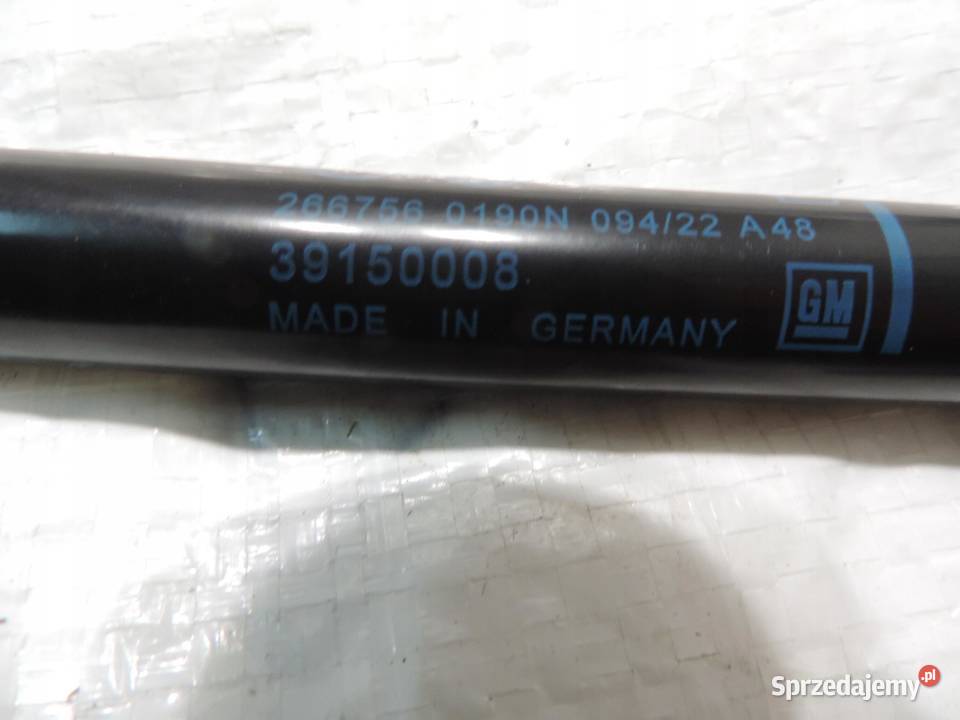 266756 0190N 094/22 A48
39150008
MADE IN GERMANY
GM
Sprzedajemy.pl